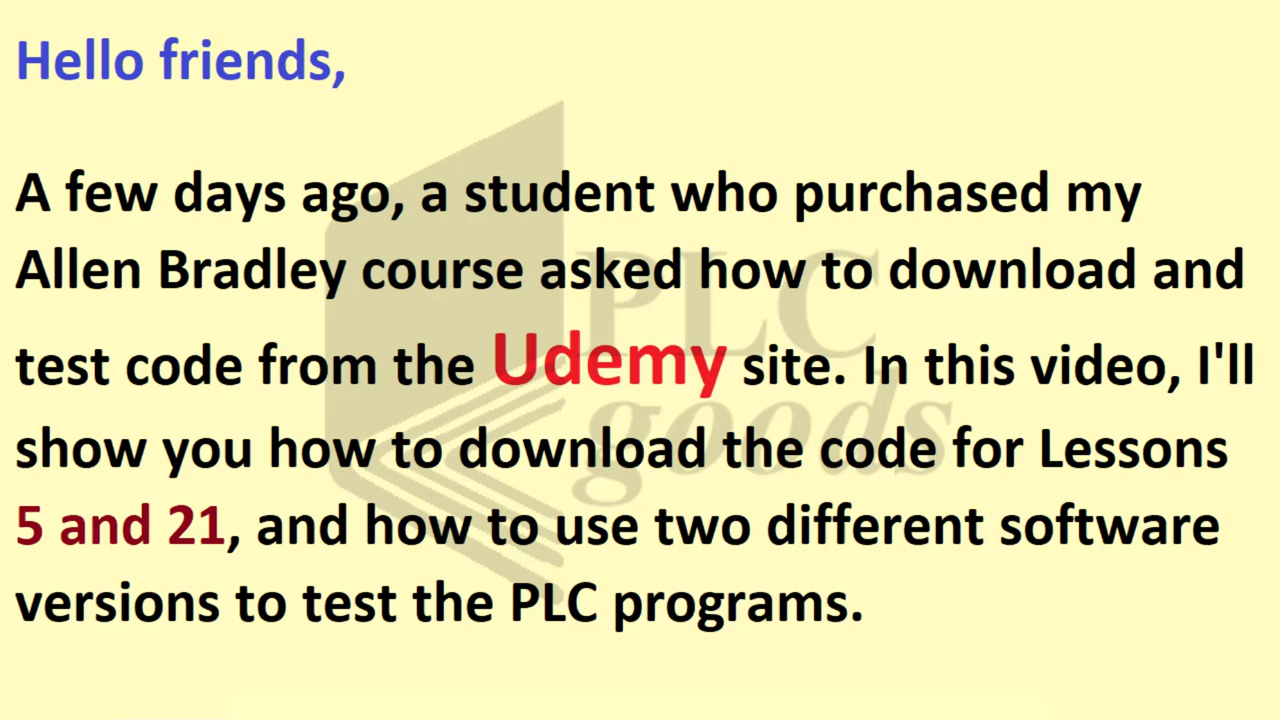 Hello friends,
A few days ago, a student who purchased my
Allen Bradley course asked how to download and
test code from the Udemy site. In this video, I'll
show you how to download the code for Lessons
5 and 21, and how to use two different software
versions to test the PLC programs.
PLC
goods